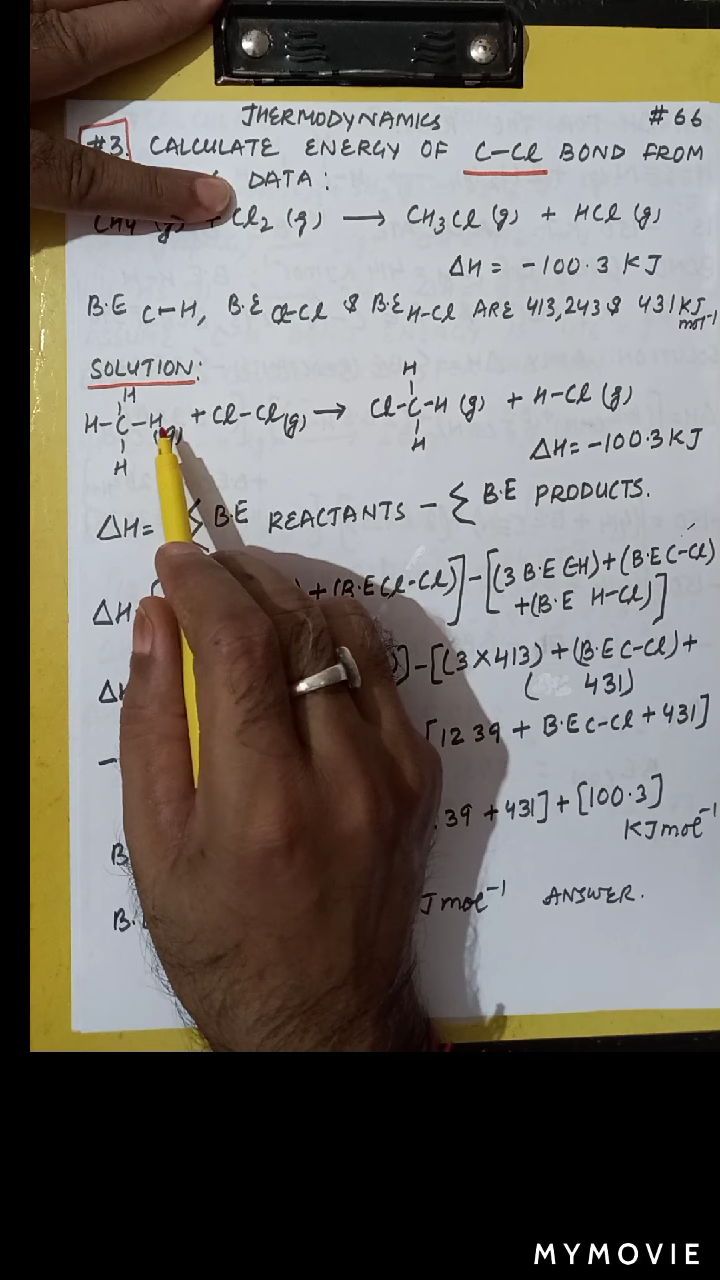 THERMODYNAMICS #66
#3. CALCULATE ENERGY OF C-Cl BOND FROM
DATA:
CH4 (g) + Cl2 (g) ⟶ CH3Cl (g) + HCl (g)
ΔH = -100.3 KJ
B.E C-H, B.E Cl-Cl & B.E H-Cl ARE 413,243 & 431 KJ mol⁻¹
SOLUTION:
H H
H-C-H (g) + Cl-Cl (g) ⟶ Cl-C-H (g) + H-Cl (g)
H H
ΔH = -100.3 KJ
ΔH = Σ B.E REACTANTS - Σ B.E PRODUCTS.
ΔH + (B.E Cl-Cl)] - [(3 B.E C-H) + (B.E C-Cl)
+ (B.E H-Cl)]
)] - [(3×413) + (B.E C-Cl) +
( 431)
- [1239 + B.E C-Cl + 431]
39 + 431] + [100.3]
KJ mol⁻¹
B
B. J mol⁻¹ ANSWER.
MYMOVIE